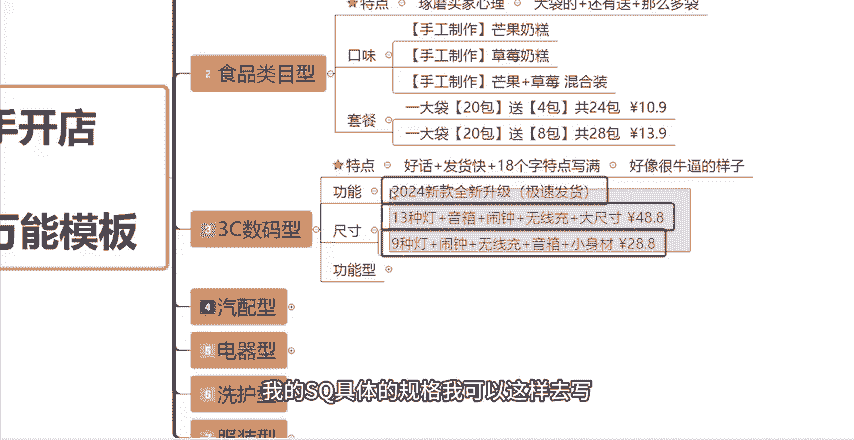 ★特点 琢磨买家心理 大袋的+还有送+那么多袋
口味
【手工制作】芒果奶糕
【手工制作】草莓奶糕
【手工制作】芒果+草莓 混合装
2 食品类目型
套餐
一大袋【20包】送【4包】共24包 ¥10.9
一大袋【20包】送【8包】共28包 ¥13.9
手开店
万能模板
★特点 好话+发货快+18个字特点写满 好像很牛逼的样子
功能 2024新款全新升级（极速发货）
3 3C数码型
尺寸
13种灯+音箱+闹钟+无线充+大尺寸 ¥48.8
9种灯+闹钟+无线充+音箱+小身材 ¥28.8
功能型
4 汽配型
5 电器型
6 洗护型
7 服装型
我的SQ具体的规格我可以这样去写